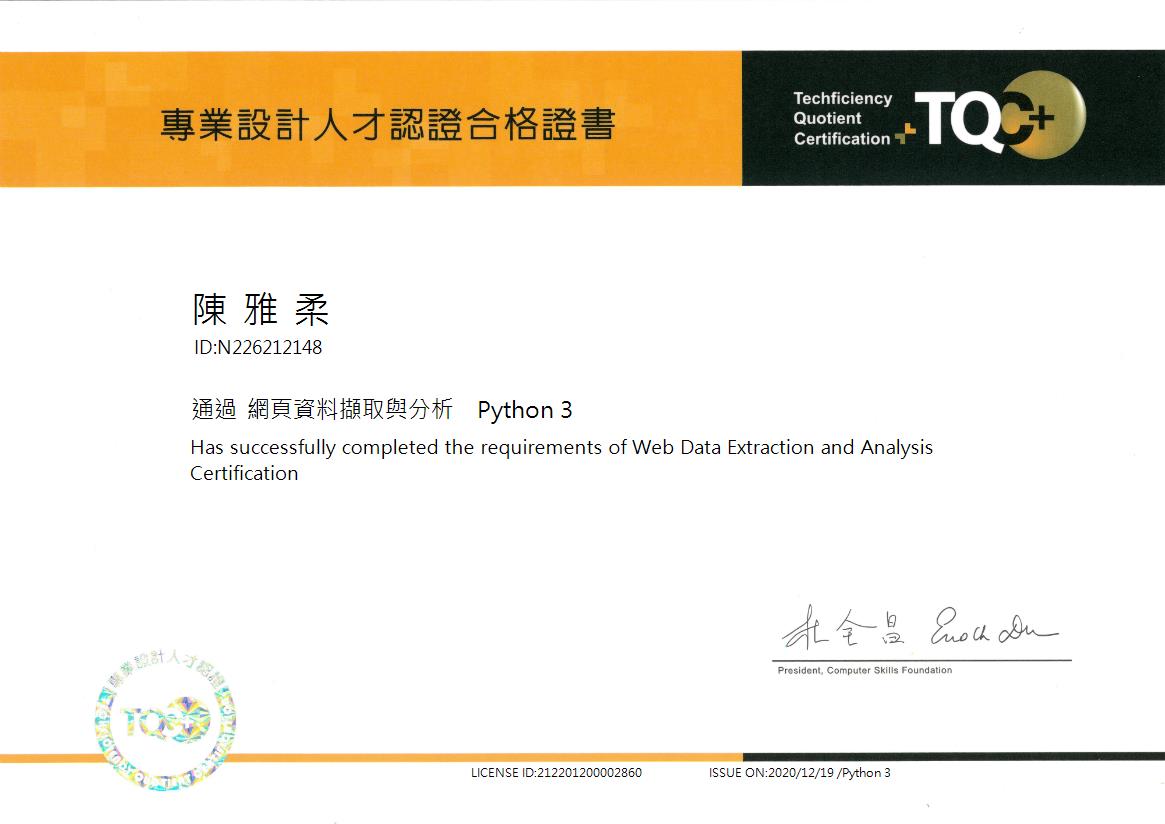 專業設計人才認證合格證書
Techficiency
Quotient
Certification
TQC+
陳 雅 柔
ID:N226212148
通過 網頁資料擷取與分析 Python 3
Has successfully completed the requirements of Web Data Extraction and Analysis
Certification
杜全昌 Enoch Du
President, Computer Skills Foundation
專業設計人才認證
TQC+
LICENSE ID:212201200002860
ISSUE ON:2020/12/19 /Python 3